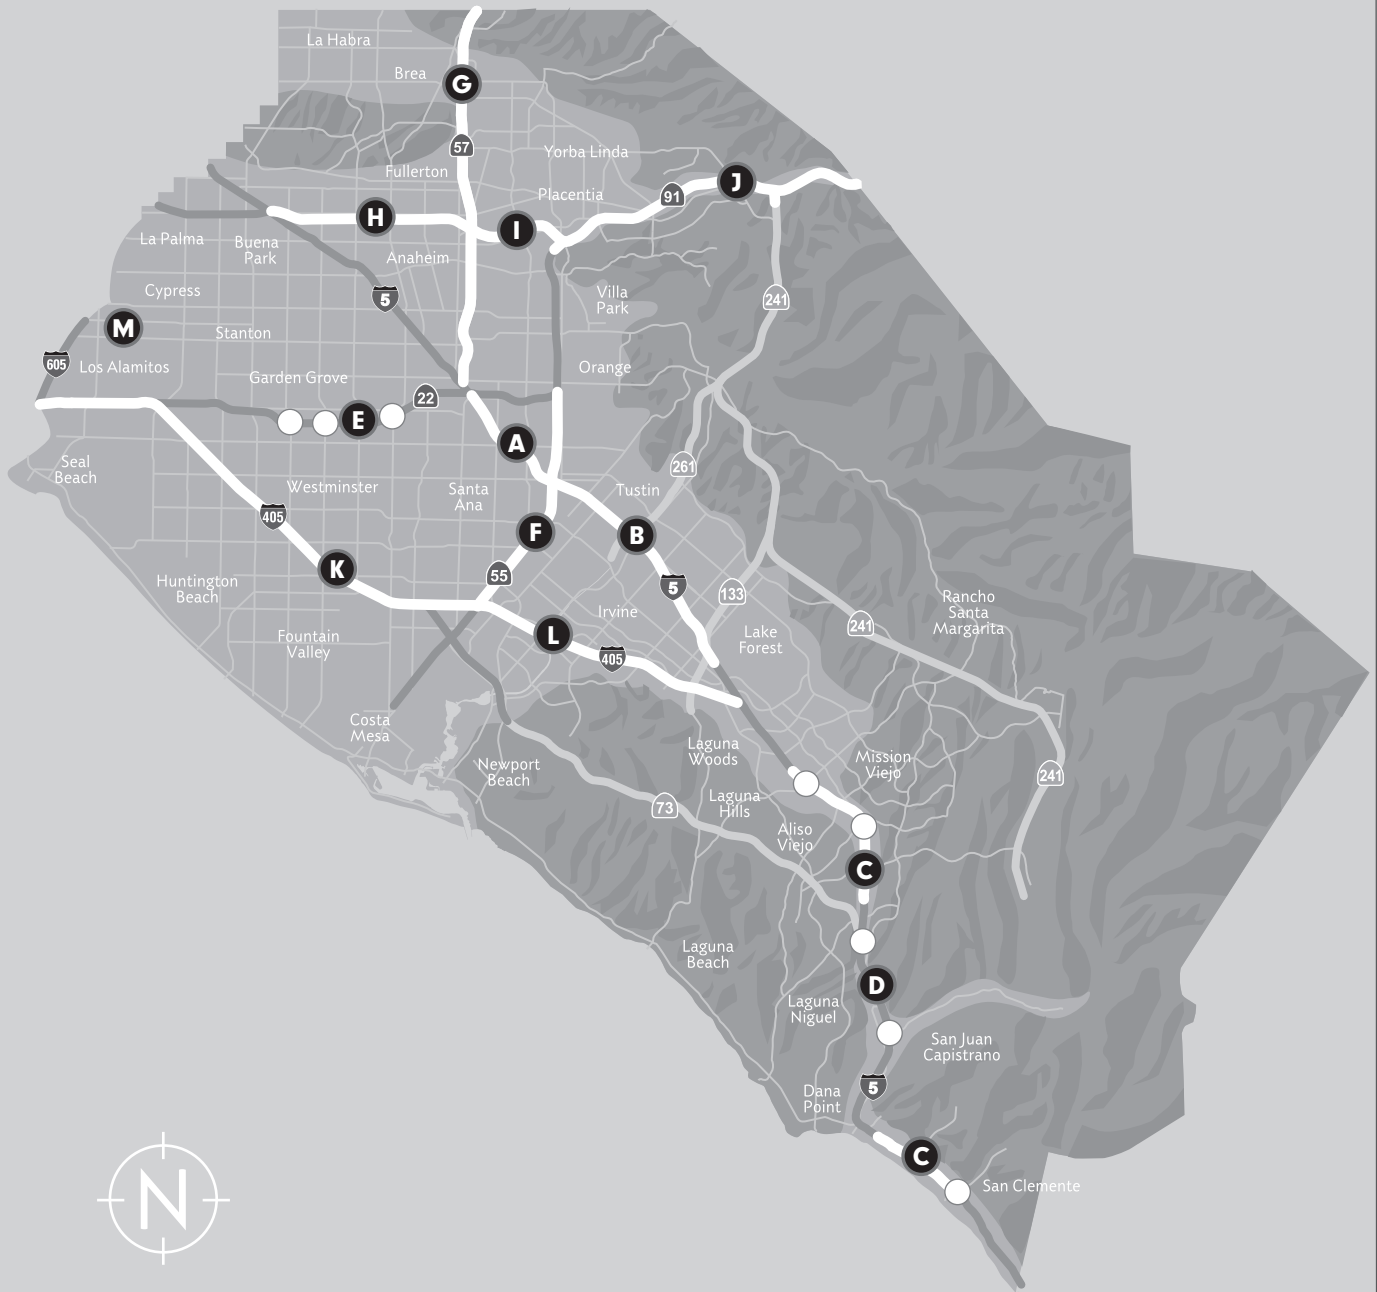 La Habra
Brea
G
57
Yorba Linda
Fullerton
J
91
Placentia
H
I
La Palma
Buena
Park
Anaheim
Cypress
5
Villa
Park
241
M
Stanton
605
Los Alamitos
Orange
Garden Grove
22
E
A
Seal
Beach
261
Westminster
Santa
Ana
Tustin
405
F
B
K
55
5
Huntington
Beach
133
Rancho
Santa
Margarita
Irvine
241
Fountain
Valley
L
Lake
Forest
405
Costa
Mesa
Laguna
Woods
Mission
Viejo
Newport
Beach
241
73
Laguna
Hills
Aliso
Viejo
C
Laguna
Beach
D
Laguna
Niguel
San Juan
Capistrano
5
Dana
Point
C
San Clemente
N